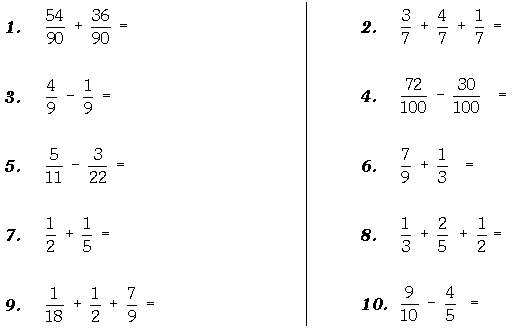 1. 54/90 + 36/90 =
2. 3/7 + 4/7 + 1/7 =
3. 4/9 - 1/9 =
4. 72/100 - 30/100 =
5. 5/11 - 3/22 =
6. 7/9 + 1/3 =
7. 1/2 + 1/5 =
8. 1/3 + 2/5 + 1/2 =
9. 1/18 + 1/2 + 7/9 =
10. 9/10 - 4/5 =